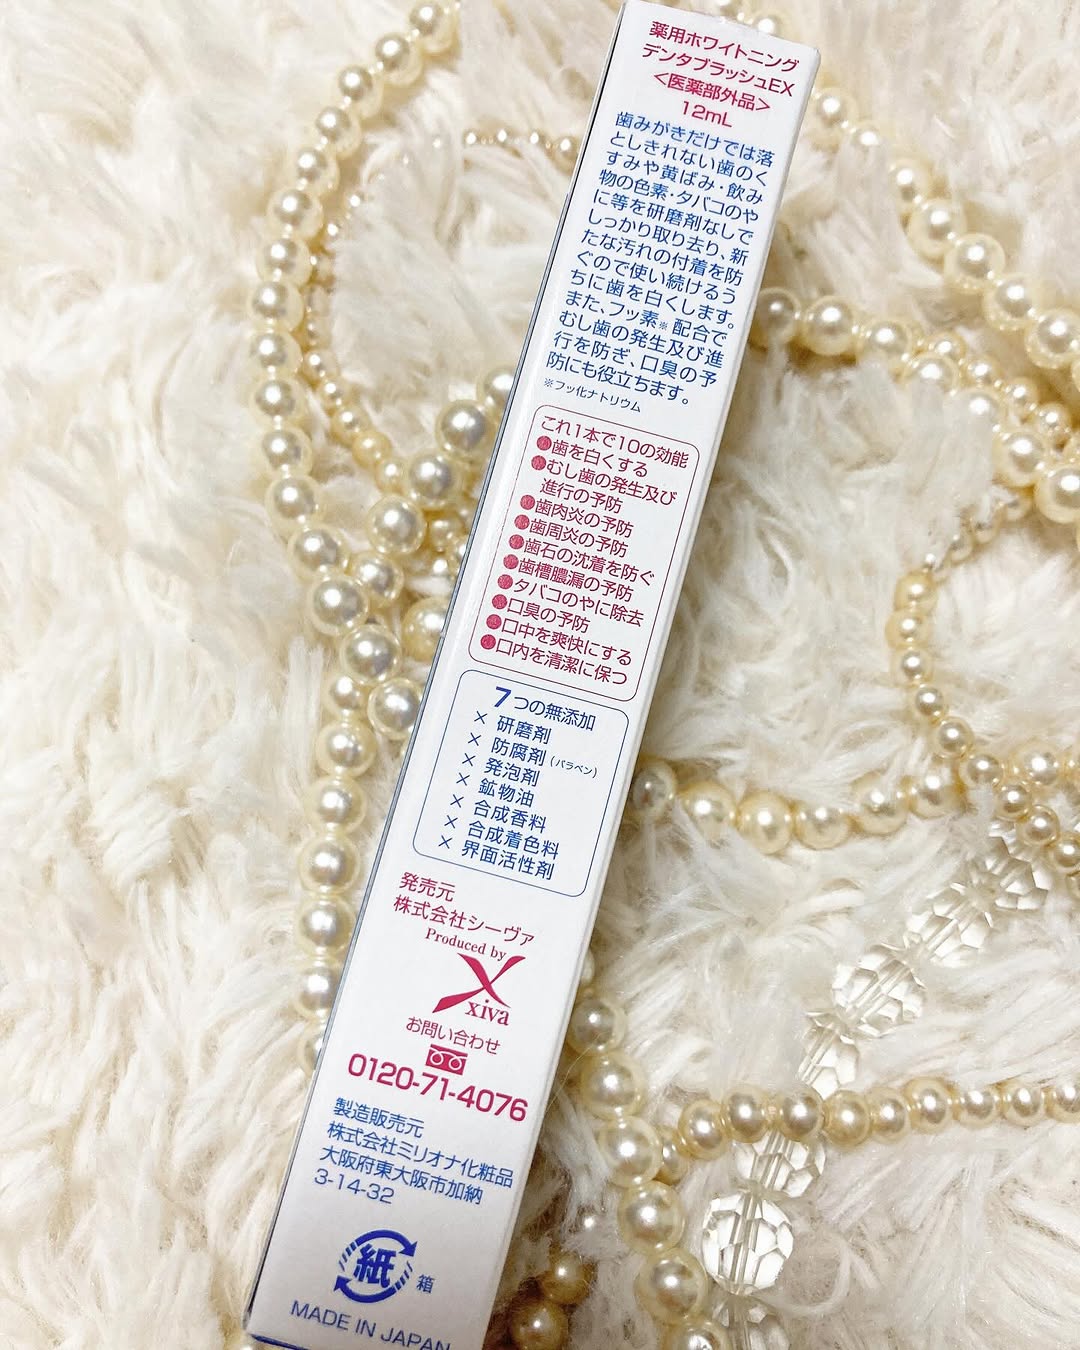 薬用ホワイトニング
デンタブラッシュEX
<医薬部外品>
12mL
歯みがきだけでは落
としきれない歯のく
すみや黄ばみ・飲み
物の色素・タバコのや
に等を研磨剤なしで
しっかり取り去り、新
たな汚れの付着を防
ぐので使い続けるう
ちに歯を白くします。
また、フッ素※配合で
むし歯の発生及び進
行を防ぎ、口臭の予
防にも役立ちます。
※フッ化ナトリウム
これ1本で10の効能
●歯を白くする
●むし歯の発生及び
進行の予防
●歯肉炎の予防
●歯周炎の予防
●歯石の沈着を防ぐ
●歯槽膿漏の予防
●タバコのやに除去
●口臭の予防
●口中を爽快にする
●口内を清潔に保つ
7つの無添加
× 研磨剤
× 防腐剤(パラベン)
× 発泡剤
× 鉱物油
× 合成香料
× 合成着色料
× 界面活性剤
発売元
株式会社シーヴァ
Produced by
X
xiva
お問い合わせ
0120-71-4076
製造販売元
株式会社ミリオナ化粧品
大阪府東大阪市加納
3-14-32
紙 箱
MADE IN JAPAN